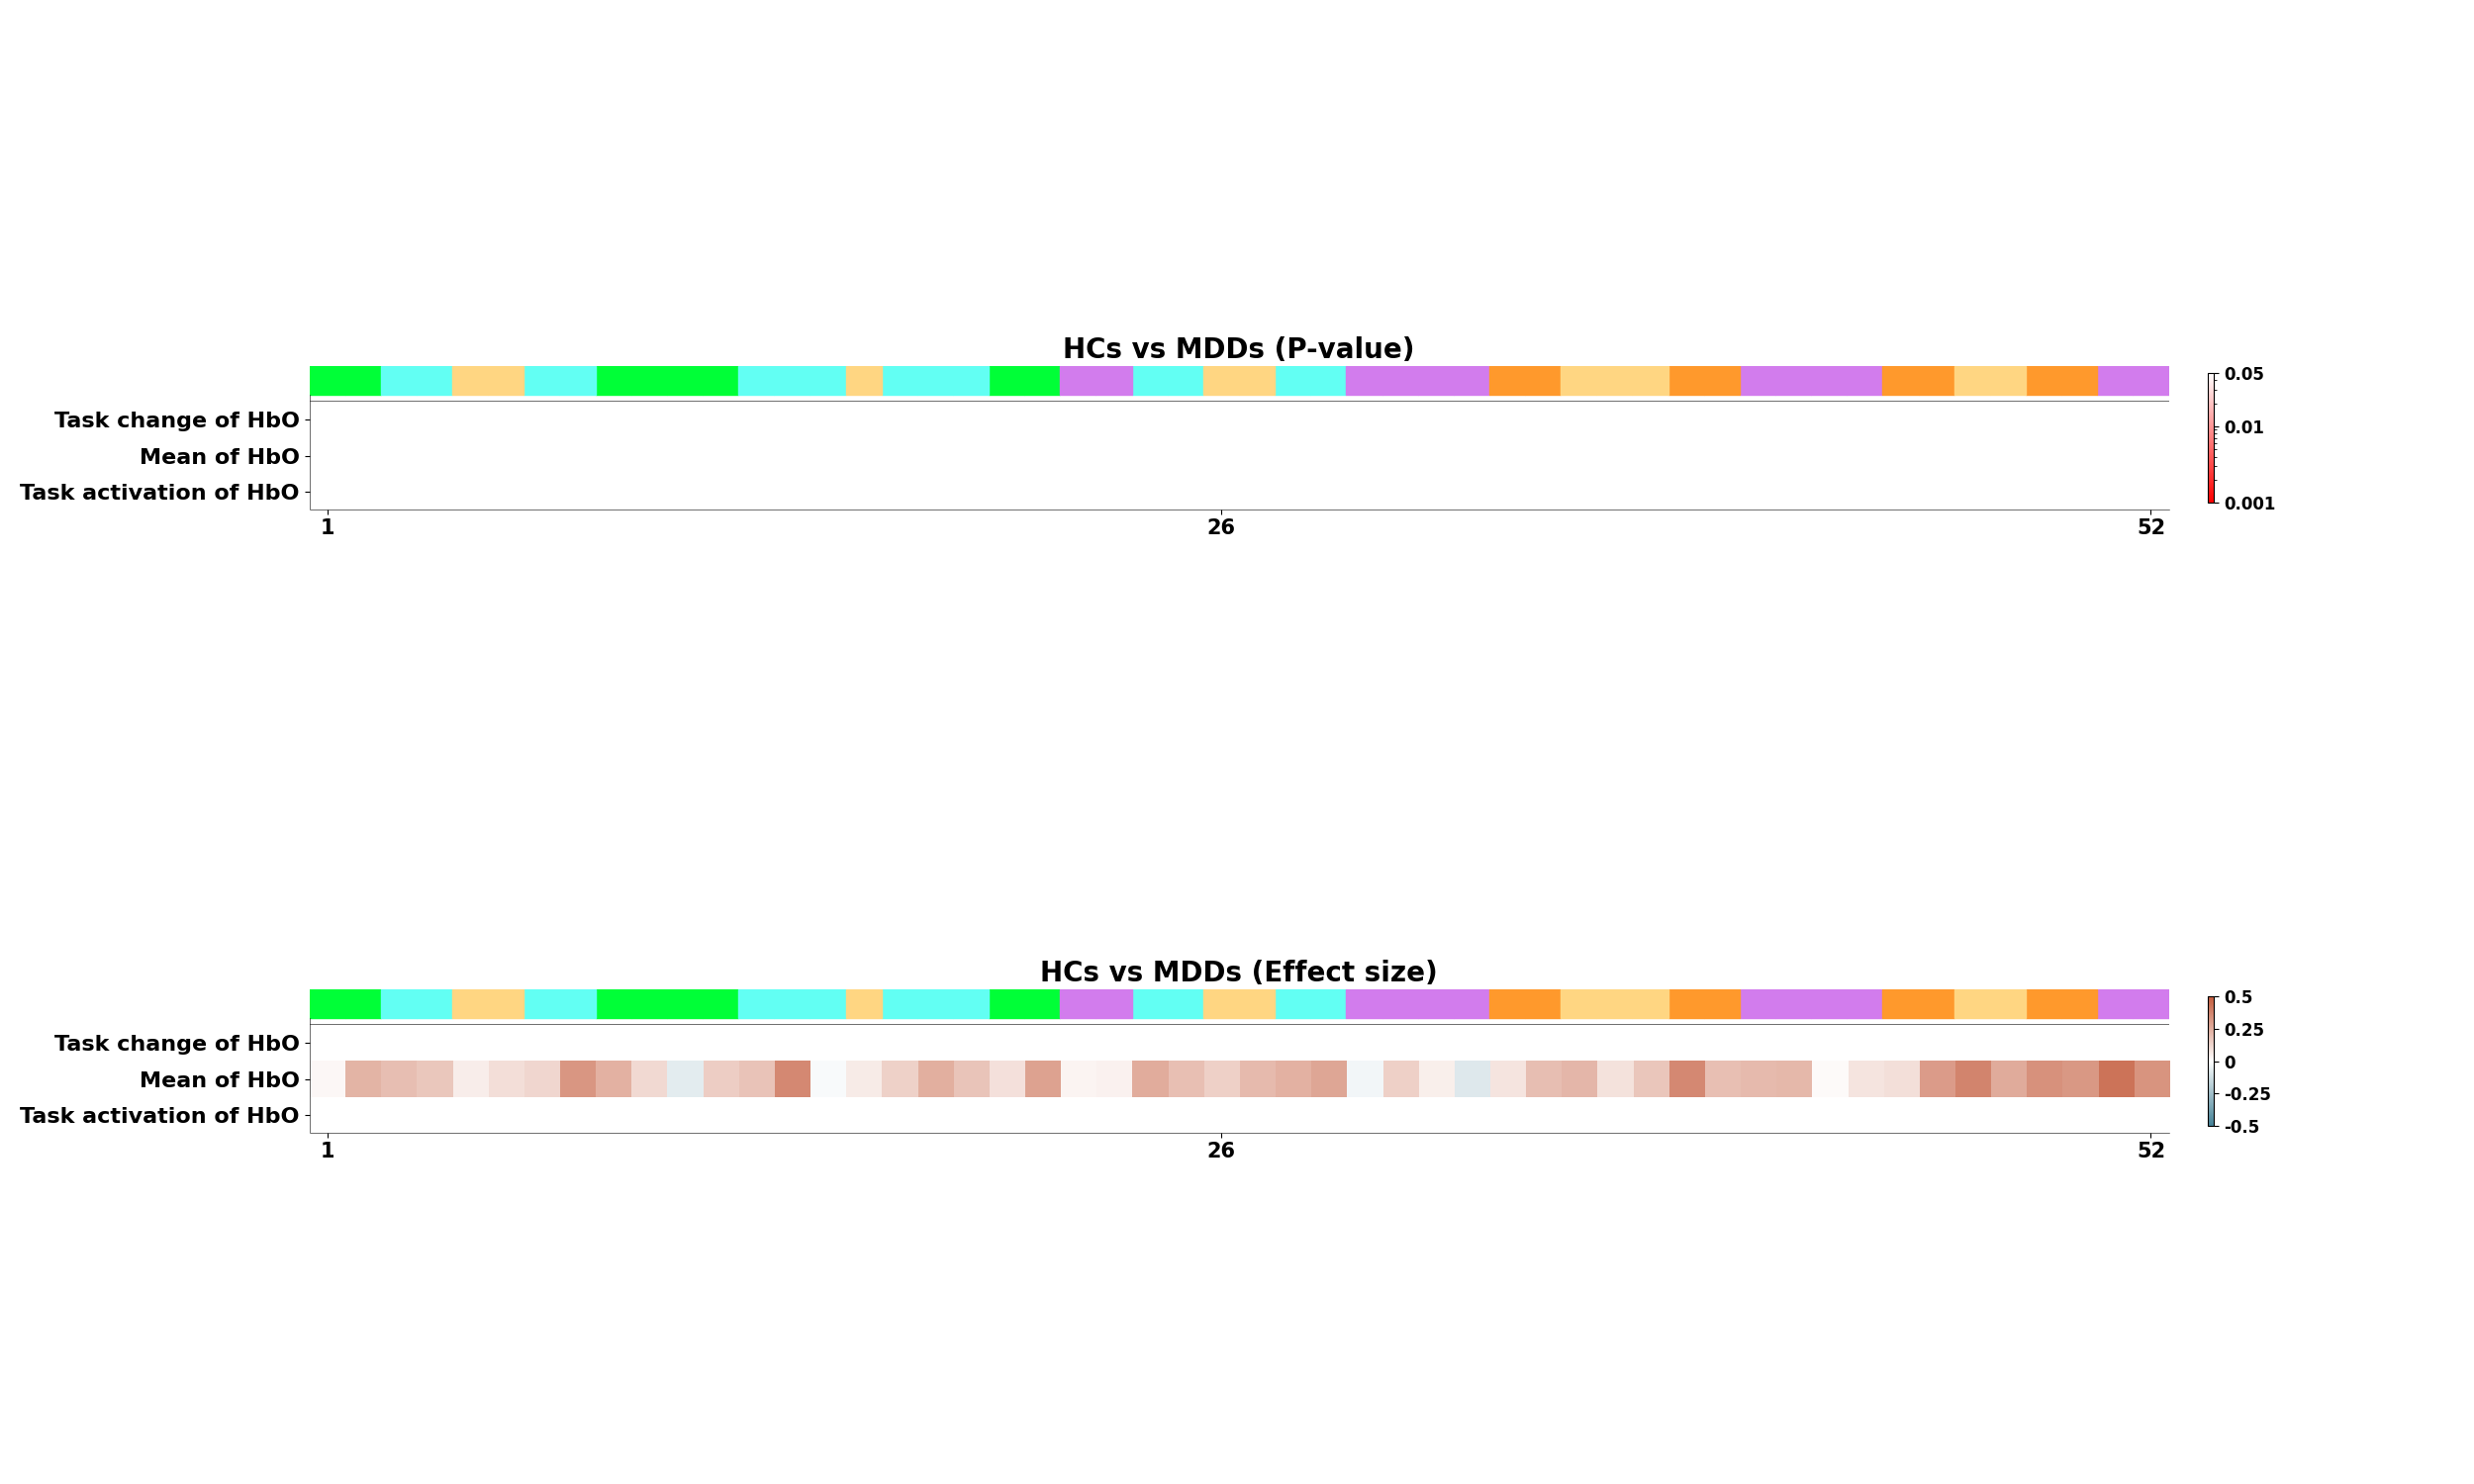 HCs vs MDDs (P-value)
Task change of HbO
Mean of HbO
Task activation of HbO
1 26 52
0.05
0.01
0.001
HCs vs MDDs (Effect size)
Task change of HbO
Mean of HbO
Task activation of HbO
1 26 52
0.5
0.25
0
-0.25
-0.5